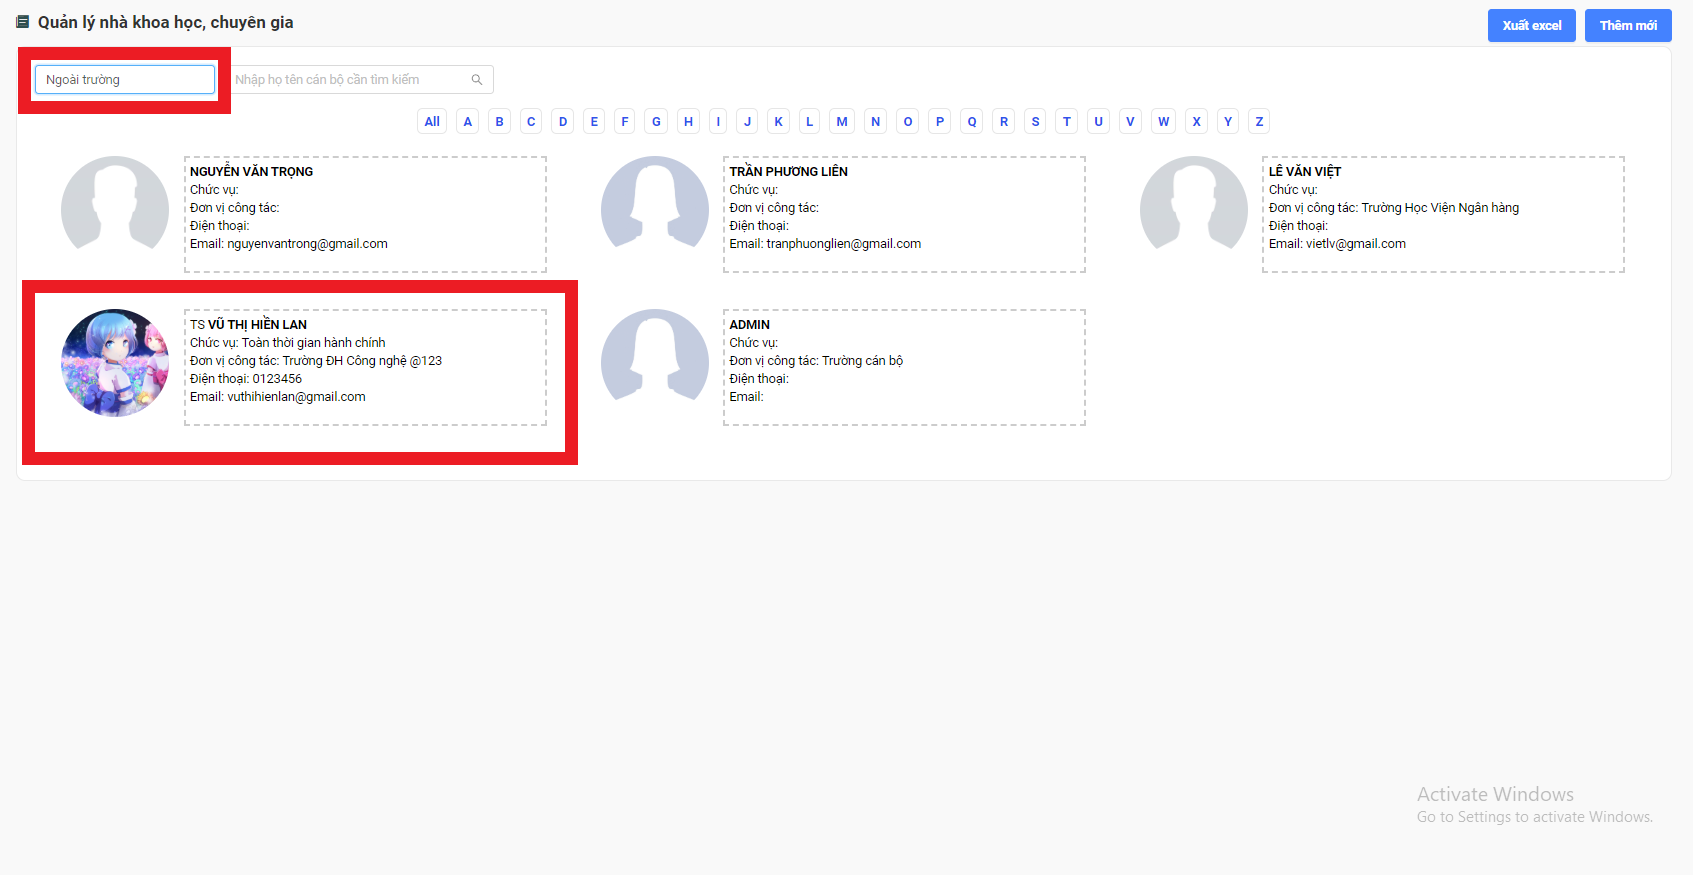 Quản lý nhà khoa học, chuyên gia
Xuất excel
Thêm mới
Ngoài trường
Nhập họ tên cán bộ cần tìm kiếm
All A B C D E F G H I J K L M N O P Q R S T U V W X Y Z
NGUYỄN VĂN TRỌNG
Chức vụ:
Đơn vị công tác:
Điện thoại:
Email: nguyenvantrong@gmail.com
TRẦN PHƯƠNG LIÊN
Chức vụ:
Đơn vị công tác:
Điện thoại:
Email: tranphuonglien@gmail.com
LÊ VĂN VIỆT
Chức vụ:
Đơn vị công tác: Trường Học Viện Ngân hàng
Điện thoại:
Email: vietlv@gmail.com
TS VŨ THỊ HIỀN LAN
Chức vụ: Toàn thời gian hành chính
Đơn vị công tác: Trường ĐH Công nghệ @123
Điện thoại: 0123456
Email: vuthihienlan@gmail.com
ADMIN
Chức vụ:
Đơn vị công tác: Trường cán bộ
Điện thoại:
Email:
Activate Windows
Go to Settings to activate Windows.